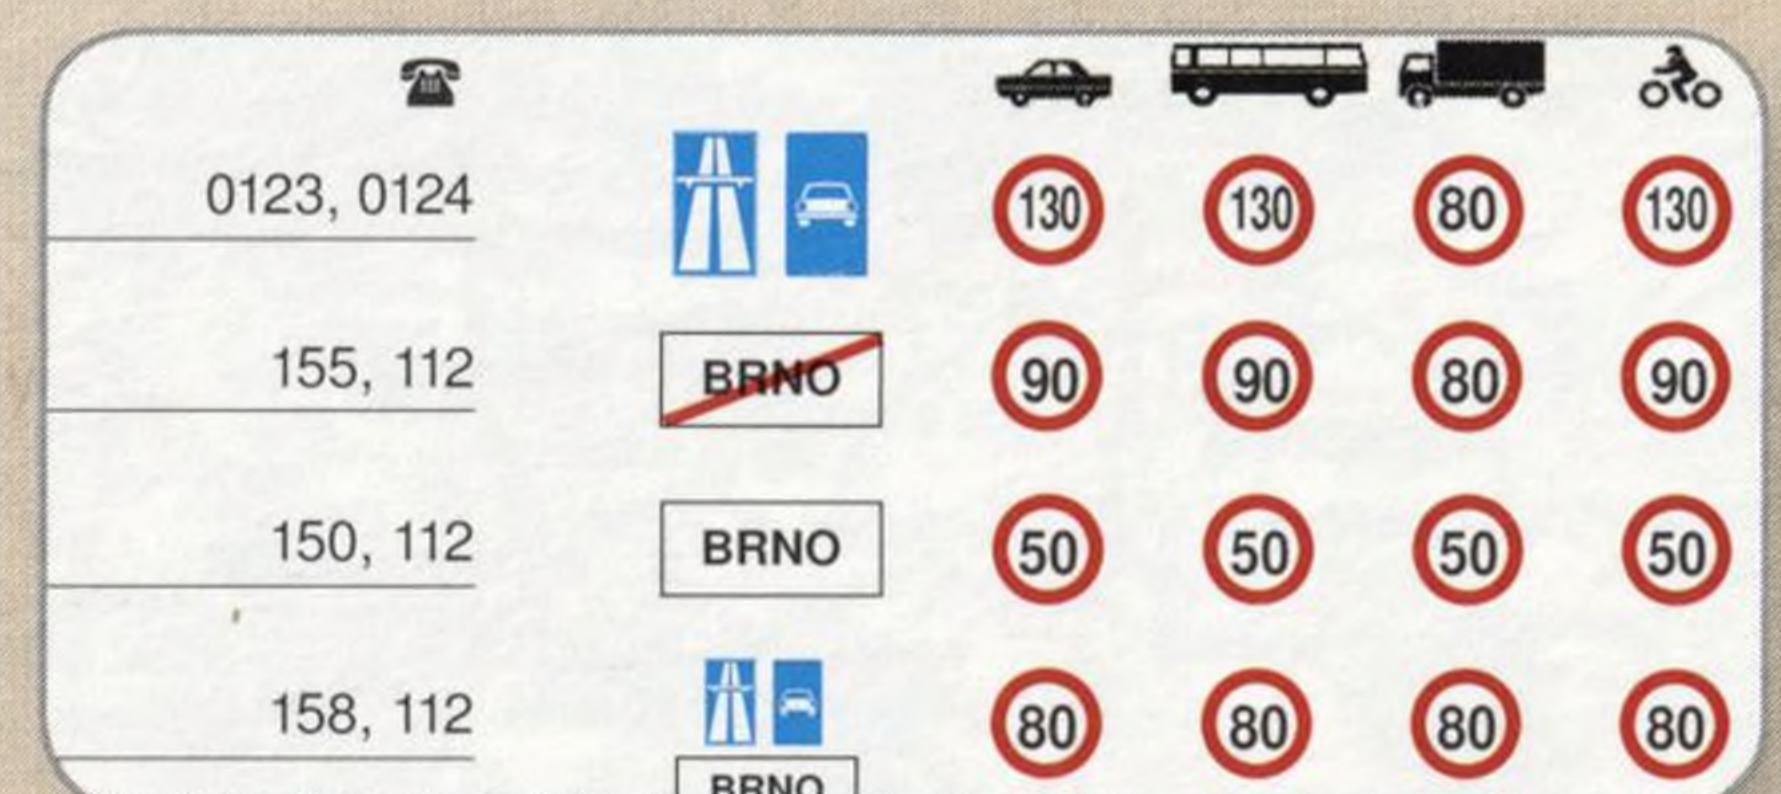 0123, 0124 130 130 80 130
155, 112 BRNO 90 90 80 90
150, 112 BRNO 50 50 50 50
158, 112 80 80 80 80
BRNO